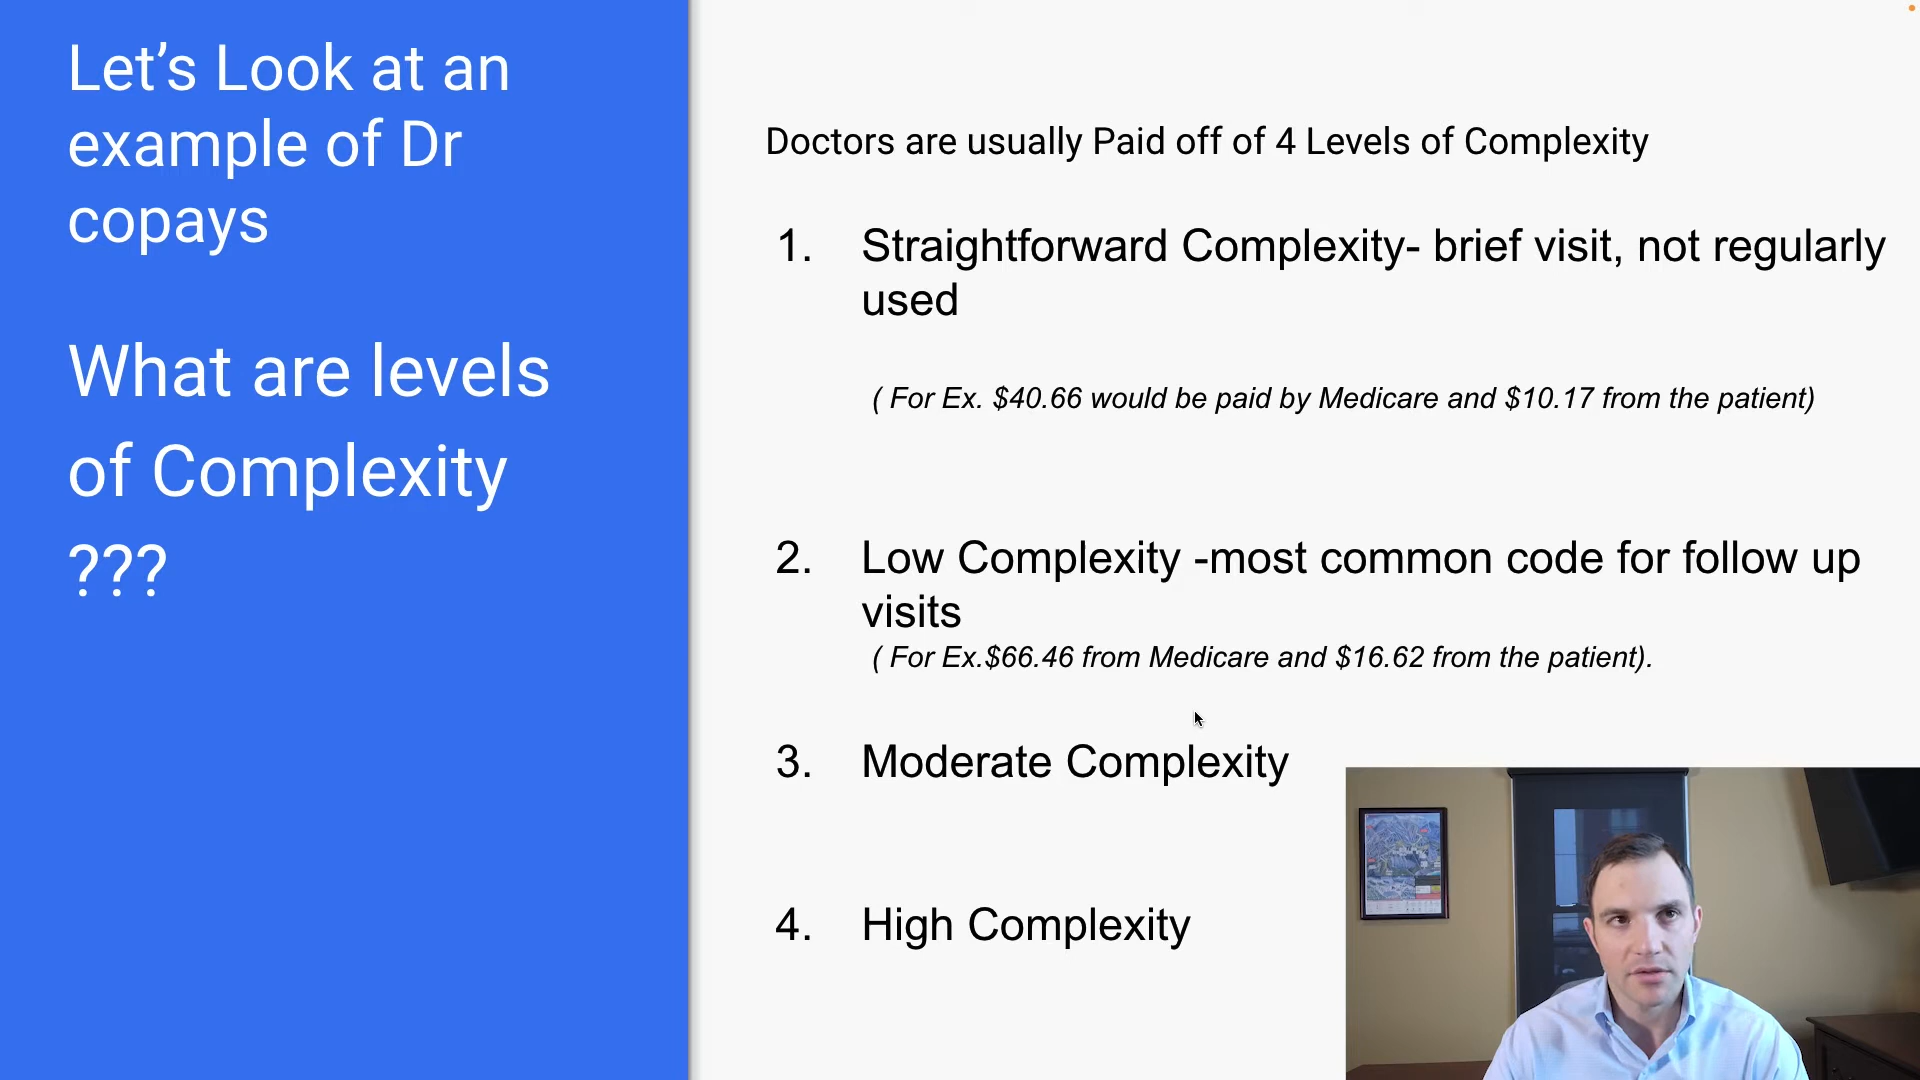 Let’s Look at an
example of Dr
copays
What are levels
of Complexity
???
Doctors are usually Paid off of 4 Levels of Complexity
1. Straightforward Complexity- brief visit, not regularly
used
( For Ex. $40.66 would be paid by Medicare and $10.17 from the patient)
2. Low Complexity -most common code for follow up
visits
( For Ex.$66.46 from Medicare and $16.62 from the patient).
3. Moderate Complexity
4. High Complexity